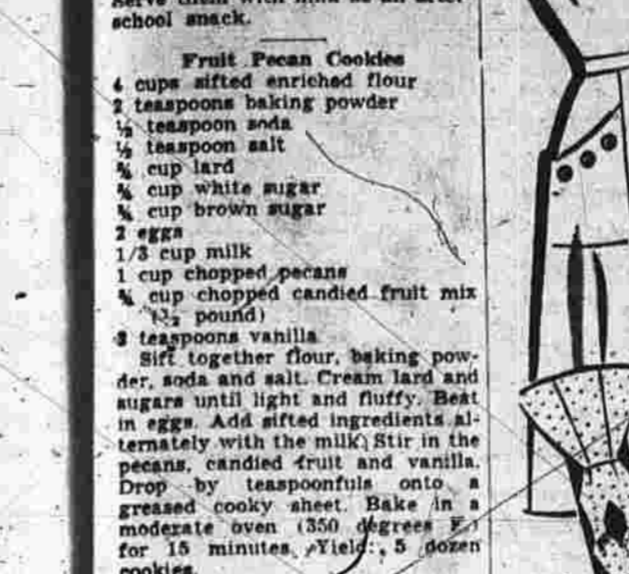 school snack.
Fruit Pecan Cookies
4 cups sifted enriched flour
2 teaspoons baking powder
½ teaspoon soda
½ teaspoon salt
¾ cup lard
¾ cup white sugar
¾ cup brown sugar
2 eggs
1/3 cup milk
1 cup chopped pecans
¾ cup chopped candied fruit mix
(½ pound)
teaspoons vanilla
Sift together flour, baking pow-
der, soda and salt. Cream lard and
sugars until light and fluffy. Beat
in eggs. Add sifted ingredients al-
ternately with the milk. Stir in the
pecans, candied fruit and vanilla.
Drop by teaspoonfuls onto a
greased cooky sheet. Bake in a
moderate oven (350 degrees F.)
for 15 minutes. Yield: 5 dozen
cookies.